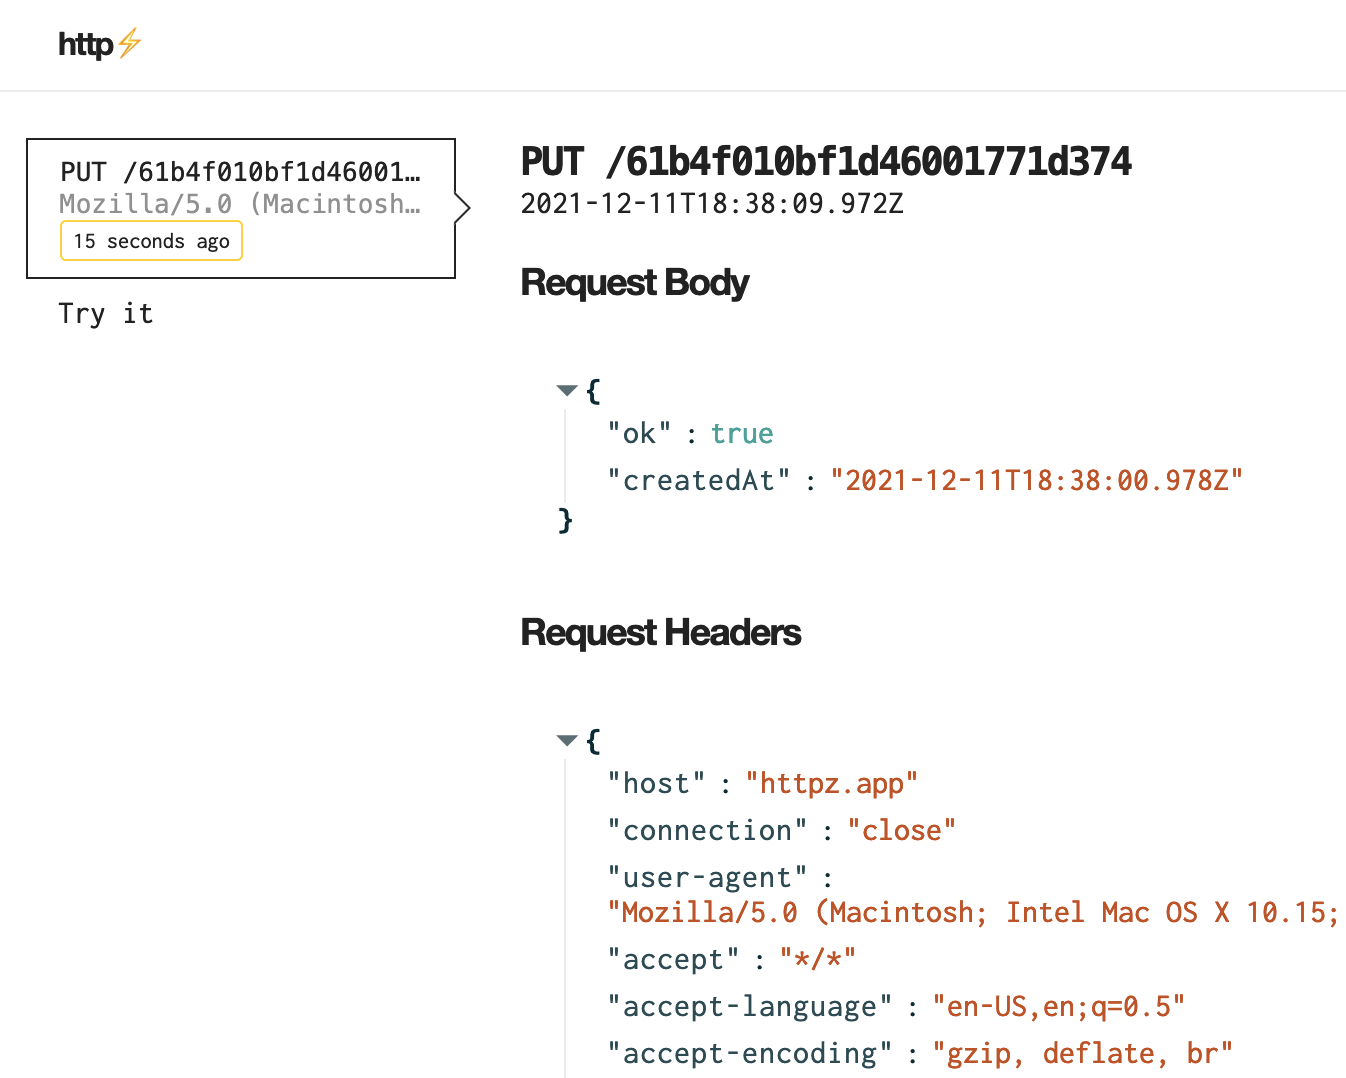 http⚡
PUT /61b4f010bf1d46001…
Mozilla/5.0 (Macintosh…
15 seconds ago
Try it
PUT /61b4f010bf1d46001771d374
2021-12-11T18:38:09.972Z
Request Body
{
"ok" : true
"createdAt" : "2021-12-11T18:38:00.978Z"
}
Request Headers
{
"host" : "httpz.app"
"connection" : "close"
"user-agent" :
"Mozilla/5.0 (Macintosh; Intel Mac OS X 10.15;
"accept" : "*/*"
"accept-language" : "en-US,en;q=0.5"
"accept-encoding" : "gzip, deflate, br"